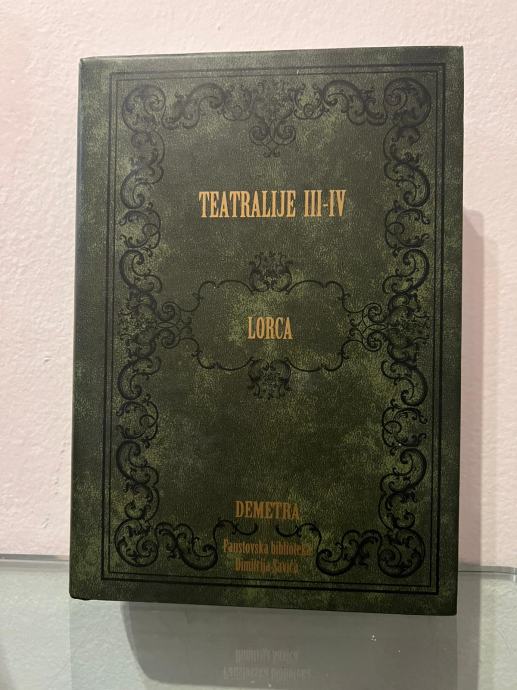 TEATRALIJE III-IV
LORCA
DEMETRA
Faustovska biblioteka
Dimitrija Savića